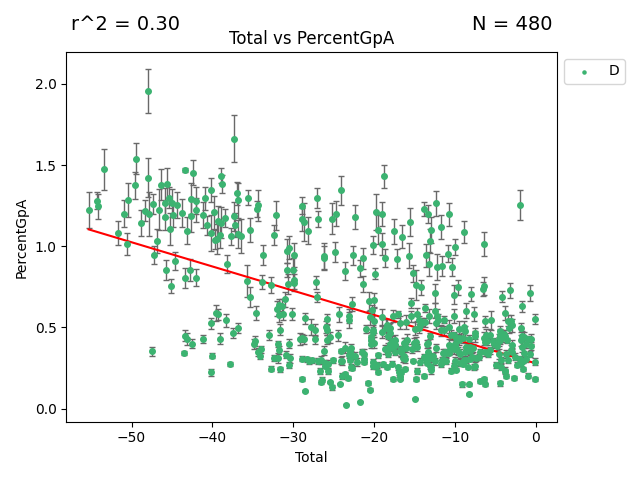 r^2 = 0.30 N = 480
Total vs PercentGpA
D
PercentGpA
2.0
1.5
1.0
0.5
0.0
−50 −40 −30 −20 −10 0
Total